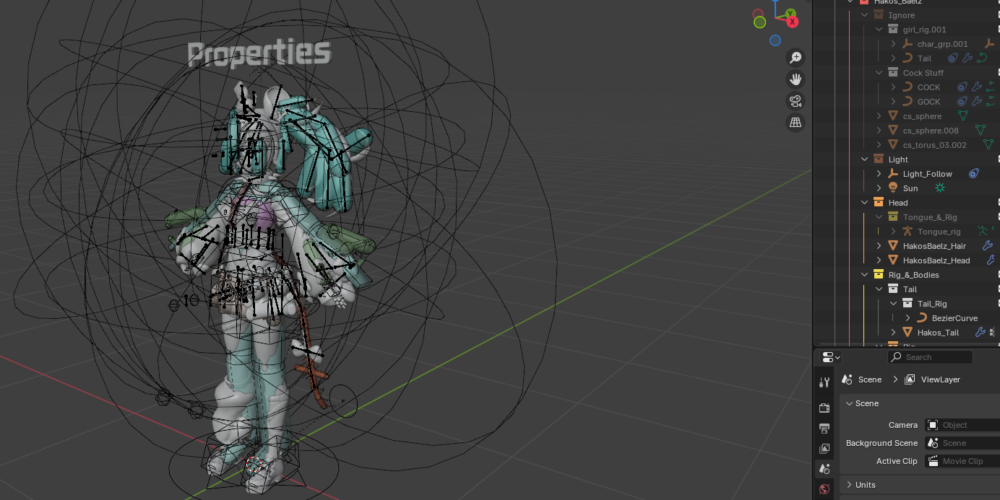 Properties
Y
X
Hakos_Baelz
Ignore
girl_rig.001
char_grp.001
Tail
Cock Stuff
COCK
GOCK
cs_sphere
cs_sphere.008
cs_torus_03.002
Light
Light_Follow
Sun
Head
Tongue_&_Rig
Tongue_rig
HakosBaelz_Hair
HakosBaelz_Head
Rig_&_Bodies
Tail
Tail_Rig
BezierCurve
Hakos_Tail
Rig
Search
Scene > ViewLayer
Scene
Camera Object
Background Scene Scene
Active Clip Movie Clip
Units